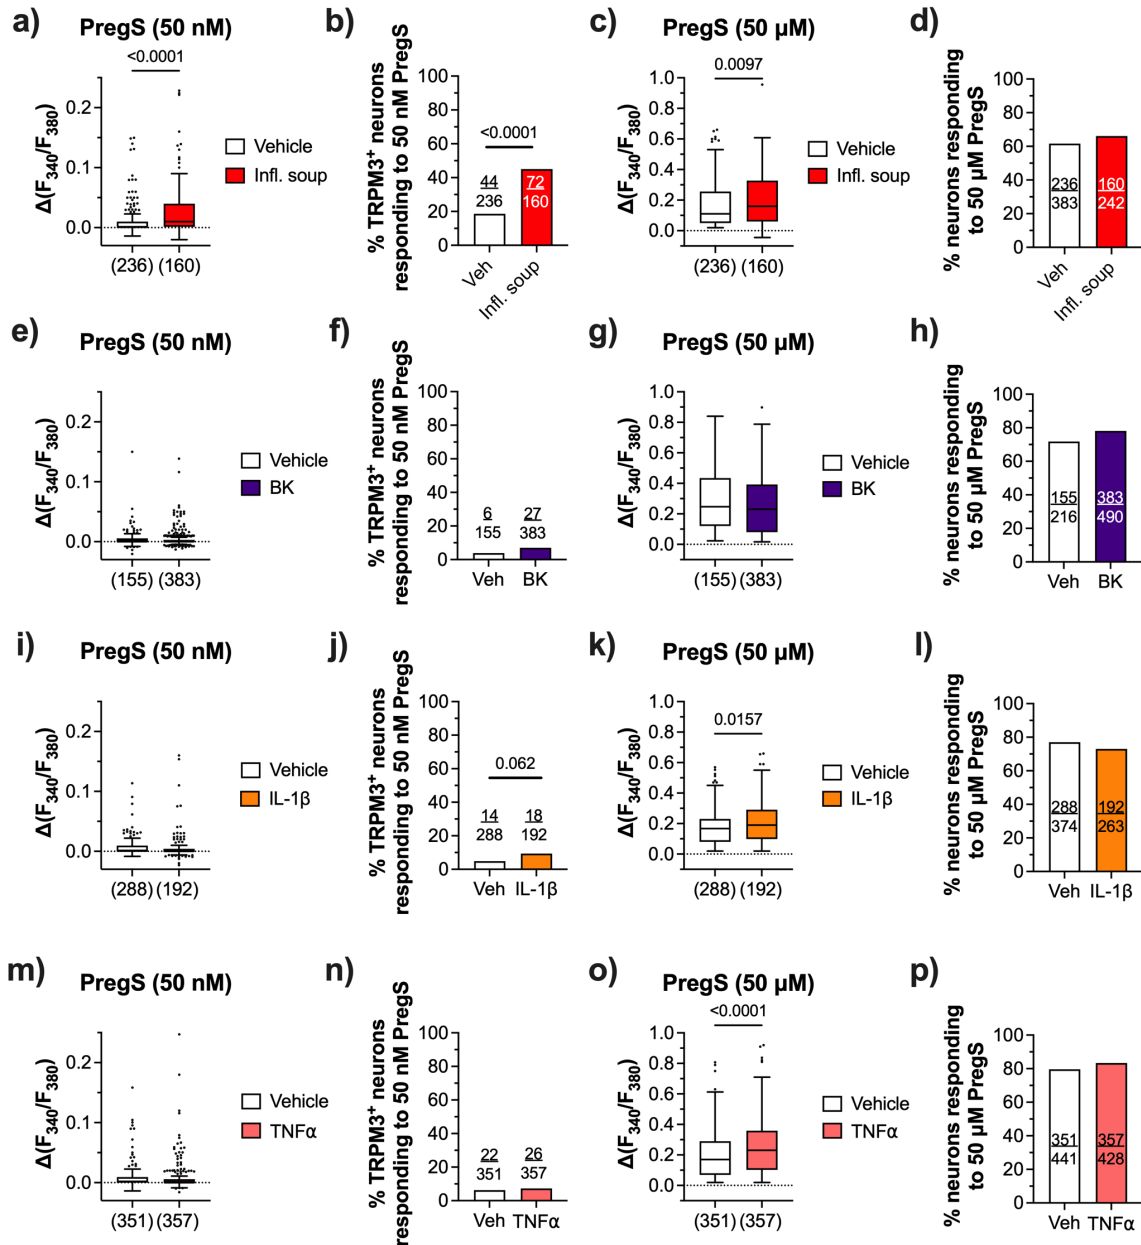 a)
PregS (50 nM)
<0.0001
Δ(F340/F380)
0.2
0.1
0.0
(236) (160)
Vehicle
Infl. soup
b)
% TRPM3+ neurons
responding to 50 nM PregS
100
80
60
40
20
0
<0.0001
44
236
72
160
Veh
Infl. soup
c)
PregS (50 µM)
0.0097
Δ(F340/F380)
1.0
0.8
0.6
0.4
0.2
0.0
(236) (160)
Vehicle
Infl. soup
d)
% neurons responding
to 50 µM PregS
100
80
60
40
20
0
236
383
160
242
Veh
Infl. soup
e)
PregS (50 nM)
Δ(F340/F380)
0.2
0.1
0.0
(155) (383)
Vehicle
BK
f)
% TRPM3+ neurons
responding to 50 nM PregS
100
80
60
40
20
0
6
155
27
383
Veh
BK
g)
PregS (50 µM)
Δ(F340/F380)
1.0
0.8
0.6
0.4
0.2
0.0
(155) (383)
Vehicle
BK
h)
% neurons responding
to 50 µM PregS
100
80
60
40
20
0
155
216
383
490
Veh
BK
i)
PregS (50 nM)
Δ(F340/F380)
0.2
0.1
0.0
(288) (192)
Vehicle
IL-1β
j)
% TRPM3+ neurons
responding to 50 nM PregS
100
80
60
40
20
0
0.062
14
288
18
192
Veh
IL-1β
k)
PregS (50 µM)
0.0157
Δ(F340/F380)
1.0
0.8
0.6
0.4
0.2
0.0
(288) (192)
Vehicle
IL-1β
l)
% neurons responding
to 50 µM PregS
100
80
60
40
20
0
288
374
192
263
Veh
IL-1β
m)
PregS (50 nM)
Δ(F340/F380)
0.2
0.1
0.0
(351) (357)
Vehicle
TNFα
n)
% TRPM3+ neurons
responding to 50 nM PregS
100
80
60
40
20
0
22
351
26
357
Veh
TNFα
o)
PregS (50 µM)
<0.0001
Δ(F340/F380)
1.0
0.8
0.6
0.4
0.2
0.0
(351) (357)
Vehicle
TNFα
p)
% neurons responding
to 50 µM PregS
100
80
60
40
20
0
351
441
357
428
Veh
TNFα